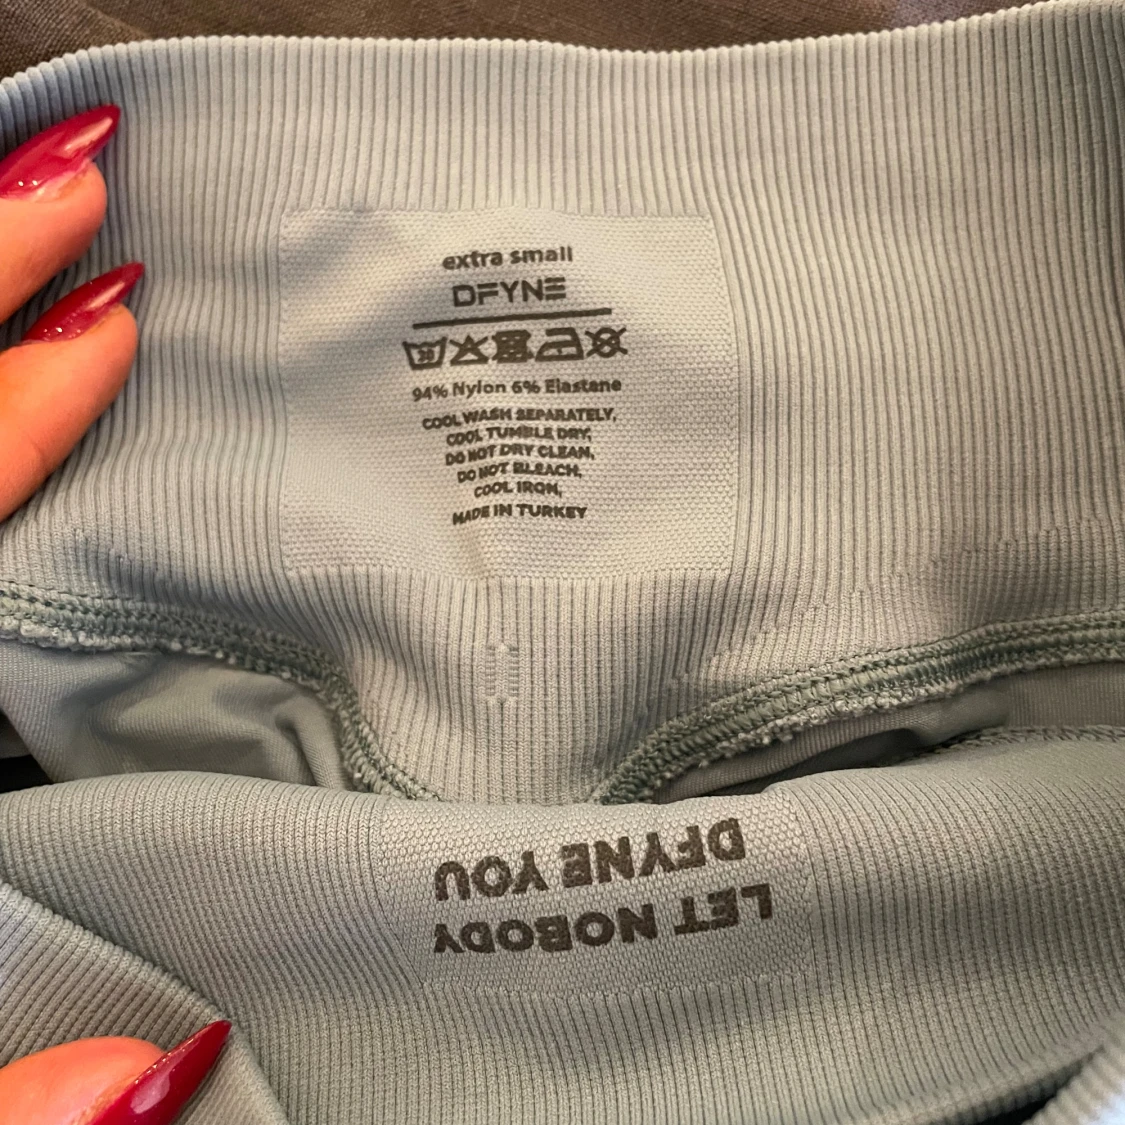 extra small
DFYNE
30
94% Nylon 6% Elastane
COOL WASH SEPARATELY,
COOL TUMBLE DRY,
DO NOT DRY CLEAN,
DO NOT BLEACH,
COOL IRON,
MADE IN TURKEY
LET NOBODY
DFYNE YOU